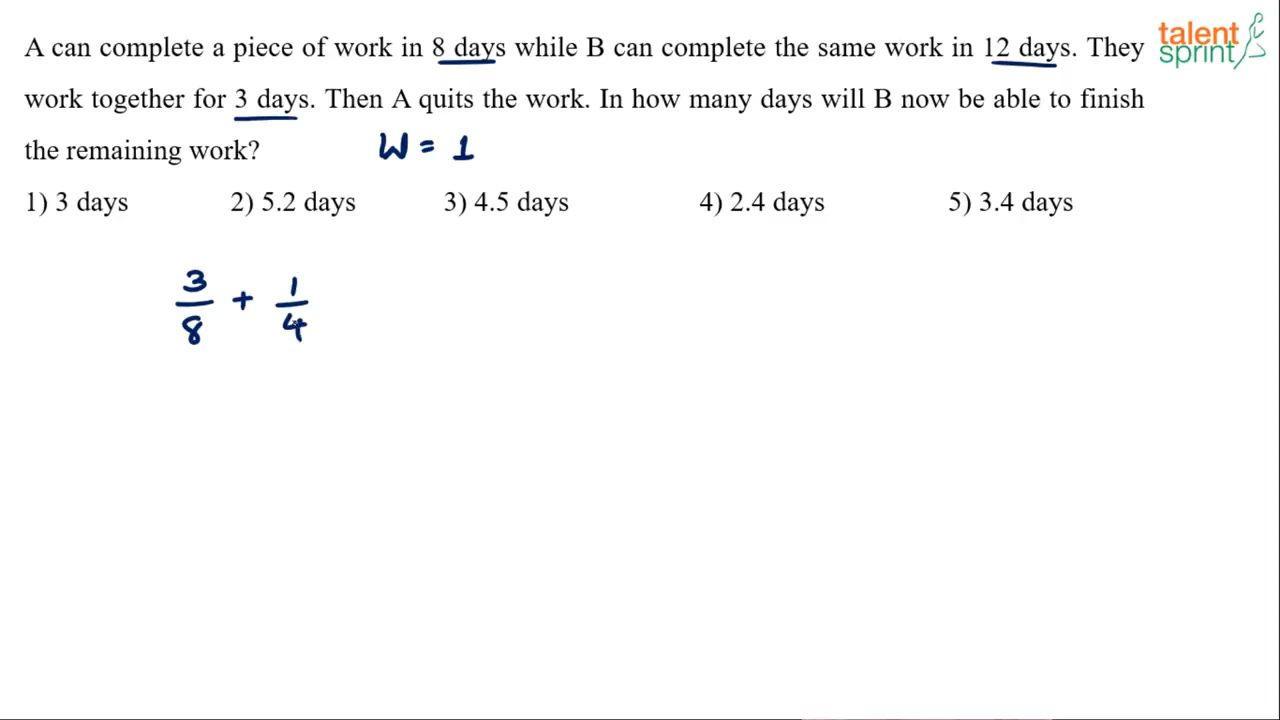 A can complete a piece of work in 8 days while B can complete the same work in 12 days. They
work together for 3 days. Then A quits the work. In how many days will B now be able to finish
the remaining work?
W = 1
1) 3 days 2) 5.2 days 3) 4.5 days 4) 2.4 days 5) 3.4 days
3/8 + 1/4
talent
sprint